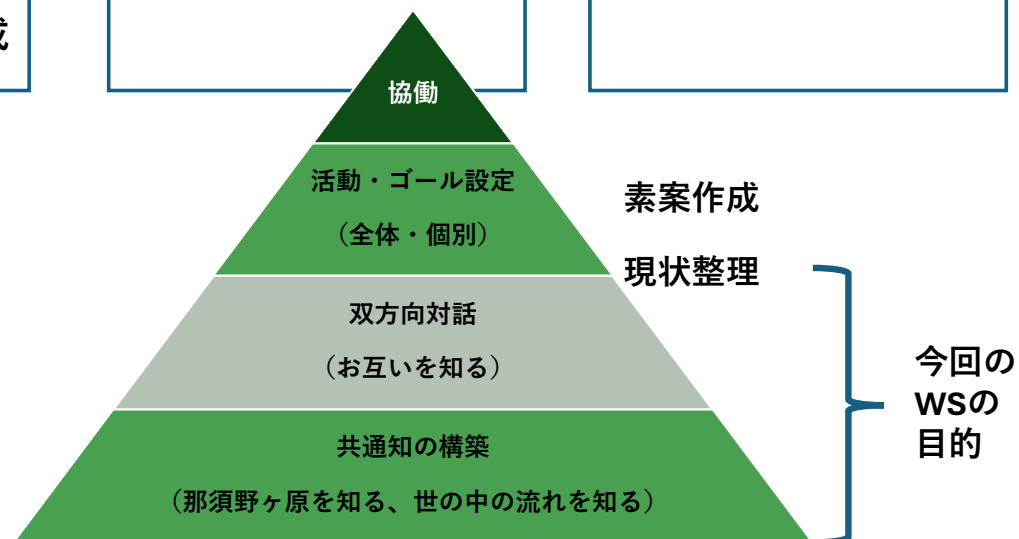 成
協働
活動・ゴール設定
（全体・個別）
素案作成
現状整理
双方向対話
（お互いを知る）
今回の
WSの
目的
共通知の構築
（那須野ヶ原を知る、世の中の流れを知る）